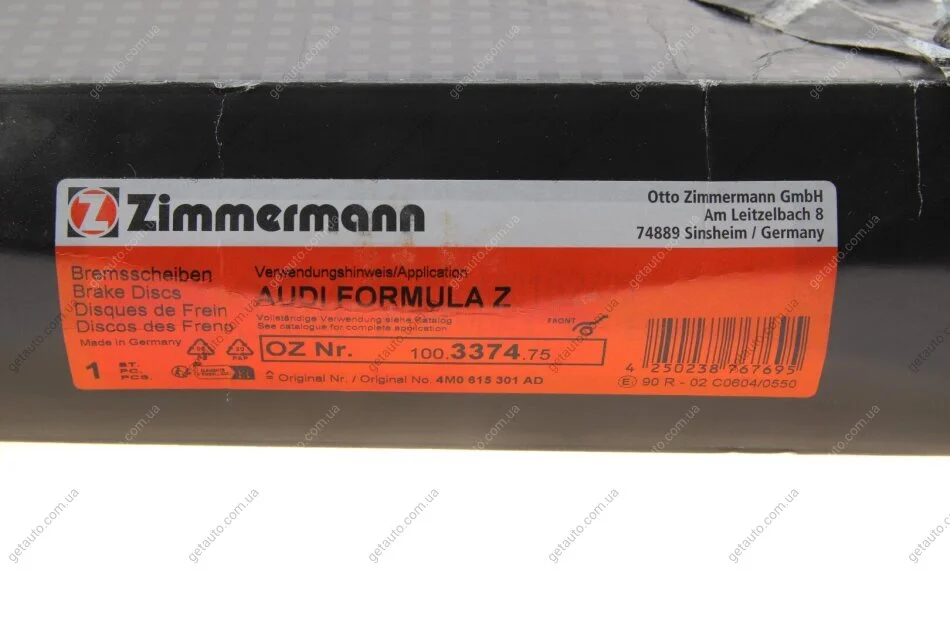 Zimmermann
Otto Zimmermann GmbH
Am Leitzelbach 8
74889 Sinsheim / Germany
Bremsscheiben
Brake Discs
Disques de Frein
Discos des Freno
Made in Germany
1 ST.
PC.
PCS.
Verwendungshinweis/Application
AUDI FORMULA Z
Vollständige Verwendung siehe Katalog
See catalogue for complete application
FRONT
OZ Nr. 100.3374.75
Original Nr. / Original No. 4M0 615 301 AD
4 250238 767695
E 90 R - 02 C0604/0550
getauto.com.ua